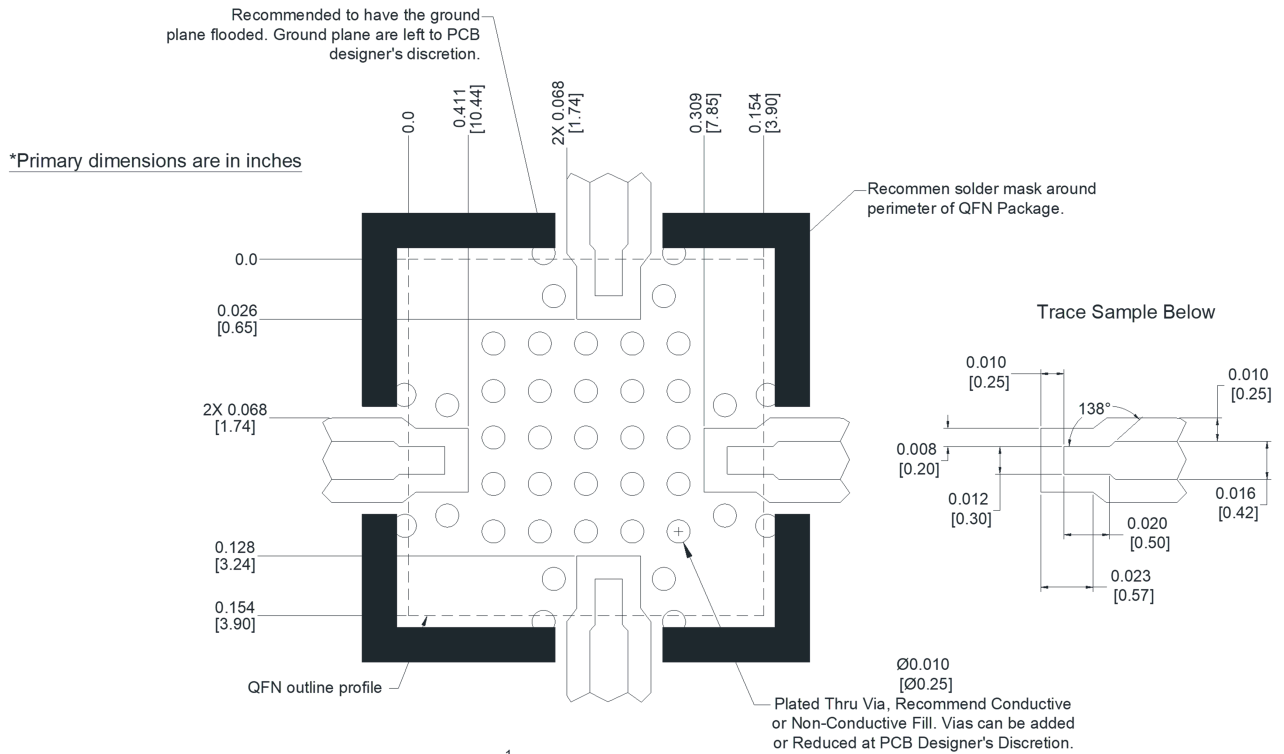 Recommended to have the ground
plane flooded. Ground plane are left to PCB
designer's discretion.
0.0
0.411
[10.44]
2X 0.068
[1.74]
0.309
[7.85]
0.154
[3.90]
*Primary dimensions are in inches
Recommen solder mask around
perimeter of QFN Package.
0.0
0.026
[0.65]
2X 0.068
[1.74]
0.128
[3.24]
0.154
[3.90]
QFN outline profile
Trace Sample Below
0.010
[0.25]
138°
0.010
[0.25]
0.008
[0.20]
0.012
[0.30]
0.016
[0.42]
0.020
[0.50]
0.023
[0.57]
Ø0.010
[Ø0.25]
Plated Thru Via, Recommend Conductive
or Non-Conductive Fill. Vias can be added
or Reduced at PCB Designer's Discretion.